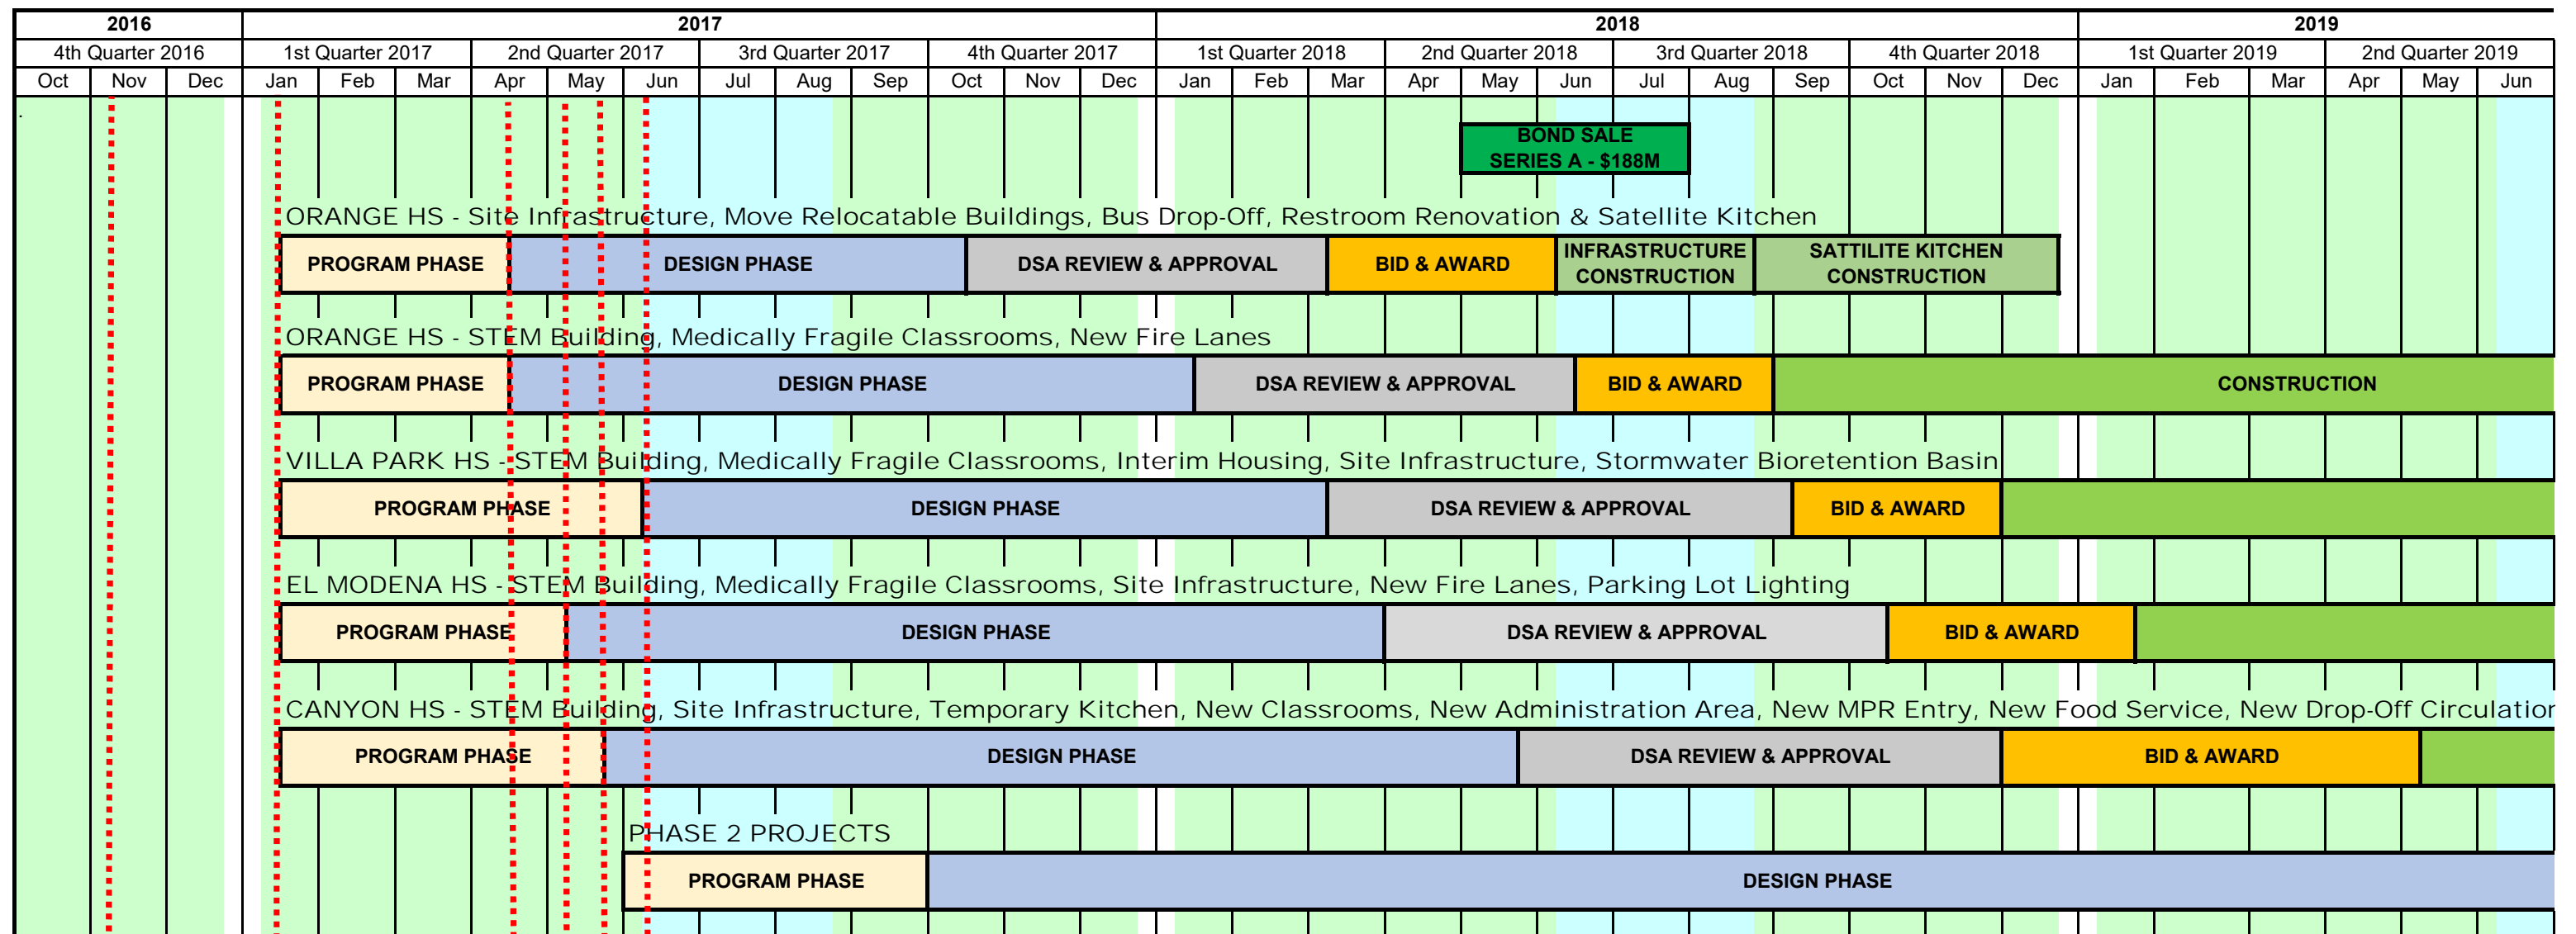 2016 2017 2018 2019
4th Quarter 2016 1st Quarter 2017 2nd Quarter 2017 3rd Quarter 2017 4th Quarter 2017 1st Quarter 2018 2nd Quarter 2018 3rd Quarter 2018 4th Quarter 2018 1st Quarter 2019 2nd Quarter 2019
Oct Nov Dec Jan Feb Mar Apr May Jun Jul Aug Sep Oct Nov Dec Jan Feb Mar Apr May Jun Jul Aug Sep Oct Nov Dec Jan Feb Mar Apr May Jun
BOND SALE
SERIES A - $188M
ORANGE HS - Site Infrastructure, Move Relocatable Buildings, Bus Drop-Off, Restroom Renovation & Satellite Kitchen
PROGRAM PHASE DESIGN PHASE DSA REVIEW & APPROVAL BID & AWARD INFRASTRUCTURE CONSTRUCTION SATTILITE KITCHEN CONSTRUCTION
ORANGE HS - STEM Building, Medically Fragile Classrooms, New Fire Lanes
PROGRAM PHASE DESIGN PHASE DSA REVIEW & APPROVAL BID & AWARD CONSTRUCTION
VILLA PARK HS - STEM Building, Medically Fragile Classrooms, Interim Housing, Site Infrastructure, Stormwater Bioretention Basin
PROGRAM PHASE DESIGN PHASE DSA REVIEW & APPROVAL BID & AWARD
EL MODENA HS - STEM Building, Medically Fragile Classrooms, Site Infrastructure, New Fire Lanes, Parking Lot Lighting
PROGRAM PHASE DESIGN PHASE DSA REVIEW & APPROVAL BID & AWARD
CANYON HS - STEM Building, Site Infrastructure, Temporary Kitchen, New Classrooms, New Administration Area, New MPR Entry, New Food Service, New Drop-Off Circulation
PROGRAM PHASE DESIGN PHASE DSA REVIEW & APPROVAL BID & AWARD
PHASE 2 PROJECTS
PROGRAM PHASE DESIGN PHASE